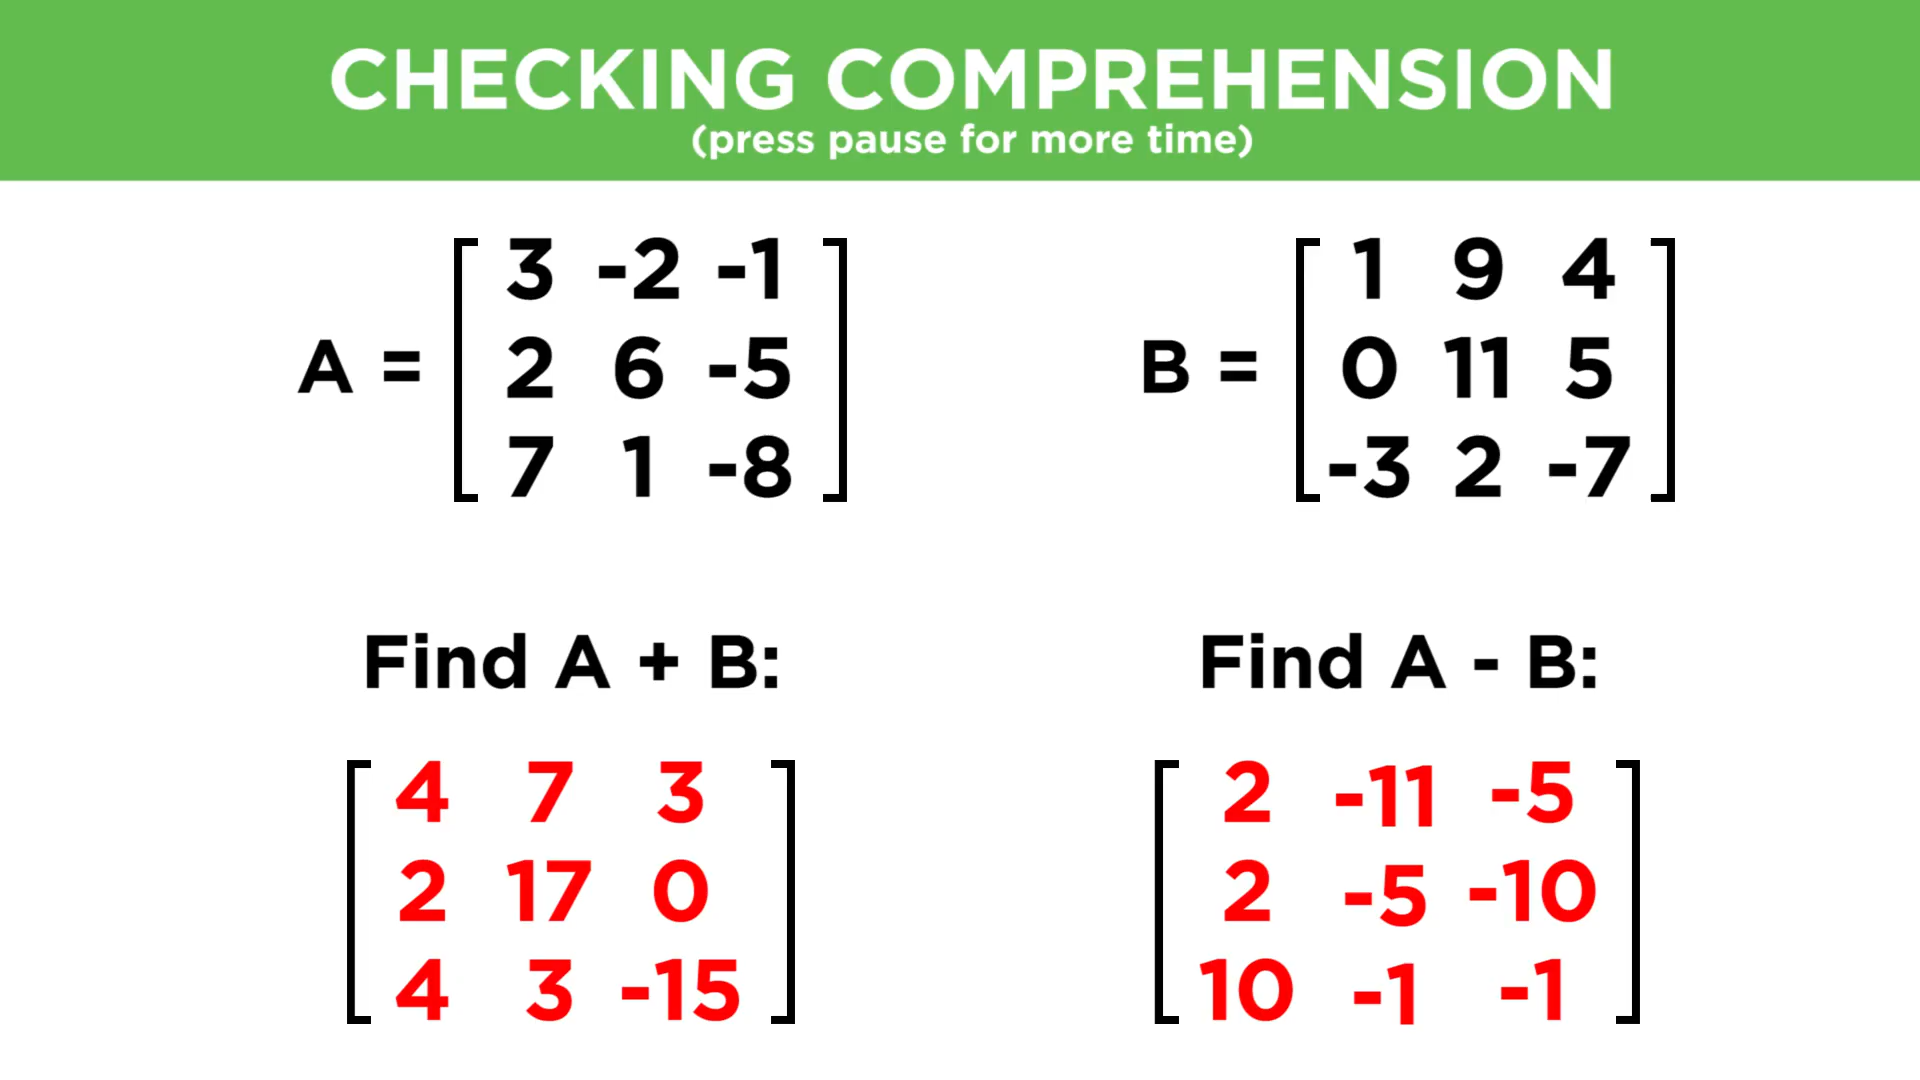 CHECKING COMPREHENSION
(press pause for more time)
3 -2 -1
A = 2 6 -5
7 1 -8
1 9 4
B = 0 11 5
-3 2 -7
Find A + B:
4 7 3
2 17 0
4 3 -15
Find A - B:
2 -11 -5
2 -5 -10
10 -1 -1